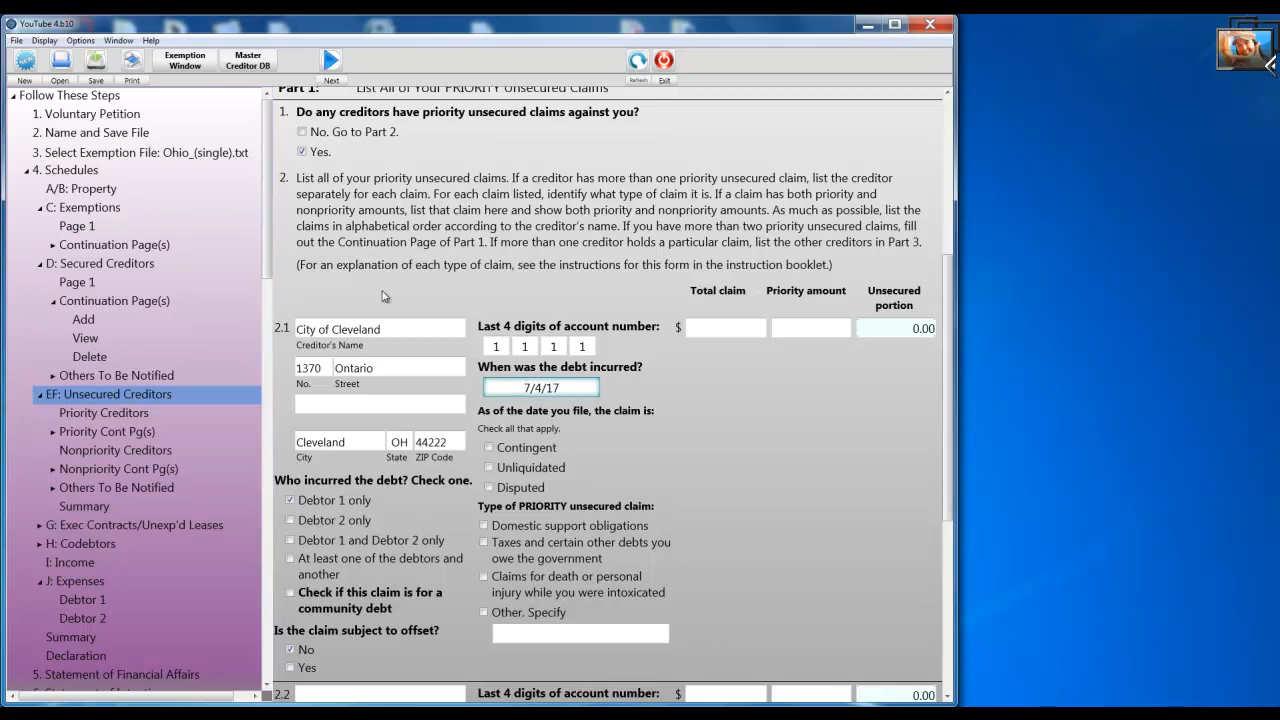 YouTube 4.b10
File Display Options Window Help
Exemption
Window
Master
Creditor DB
New Open Save Print Next Refresh Exit
Follow These Steps
1. Voluntary Petition
2. Name and Save File
3. Select Exemption File: Ohio_(single).txt
4. Schedules
A/B: Property
C: Exemptions
Page 1
Continuation Page(s)
D: Secured Creditors
Page 1
Continuation Page(s)
Add
View
Delete
Others To Be Notified
EF: Unsecured Creditors
Priority Creditors
Priority Cont Pg(s)
Nonpriority Creditors
Nonpriority Cont Pg(s)
Others To Be Notified
Summary
G: Exec Contracts/Unexp'd Leases
H: Codebtors
I: Income
J: Expenses
Debtor 1
Debtor 2
Summary
Declaration
5. Statement of Financial Affairs
Part 1: List All of Your PRIORITY Unsecured Claims
1. Do any creditors have priority unsecured claims against you?
No. Go to Part 2.
Yes.
2. List all of your priority unsecured claims. If a creditor has more than one priority unsecured claim, list the creditor
separately for each claim. For each claim listed, identify what type of claim it is. If a claim has both priority and
nonpriority amounts, list that claim here and show both priority and nonpriority amounts. As much as possible, list the
claims in alphabetical order according to the creditor's name. If you have more than two priority unsecured claims, fill
out the Continuation Page of Part 1. If more than one creditor holds a particular claim, list the other creditors in Part 3.
(For an explanation of each type of claim, see the instructions for this form in the instruction booklet.)
Total claim Priority amount Unsecured
portion
2.1 City of Cleveland
Creditor's Name
1370 Ontario
No. Street
Cleveland OH 44222
City State ZIP Code
Who incurred the debt? Check one.
Debtor 1 only
Debtor 2 only
Debtor 1 and Debtor 2 only
At least one of the debtors and
another
Check if this claim is for a
community debt
Is the claim subject to offset?
No
Yes
Last 4 digits of account number: $ 0.00
1 1 1 1
When was the debt incurred?
7/4/17
As of the date you file, the claim is:
Check all that apply.
Contingent
Unliquidated
Disputed
Type of PRIORITY unsecured claim:
Domestic support obligations
Taxes and certain other debts you
owe the government
Claims for death or personal
injury while you were intoxicated
Other. Specify
2.2 Last 4 digits of account number: $ 0.00